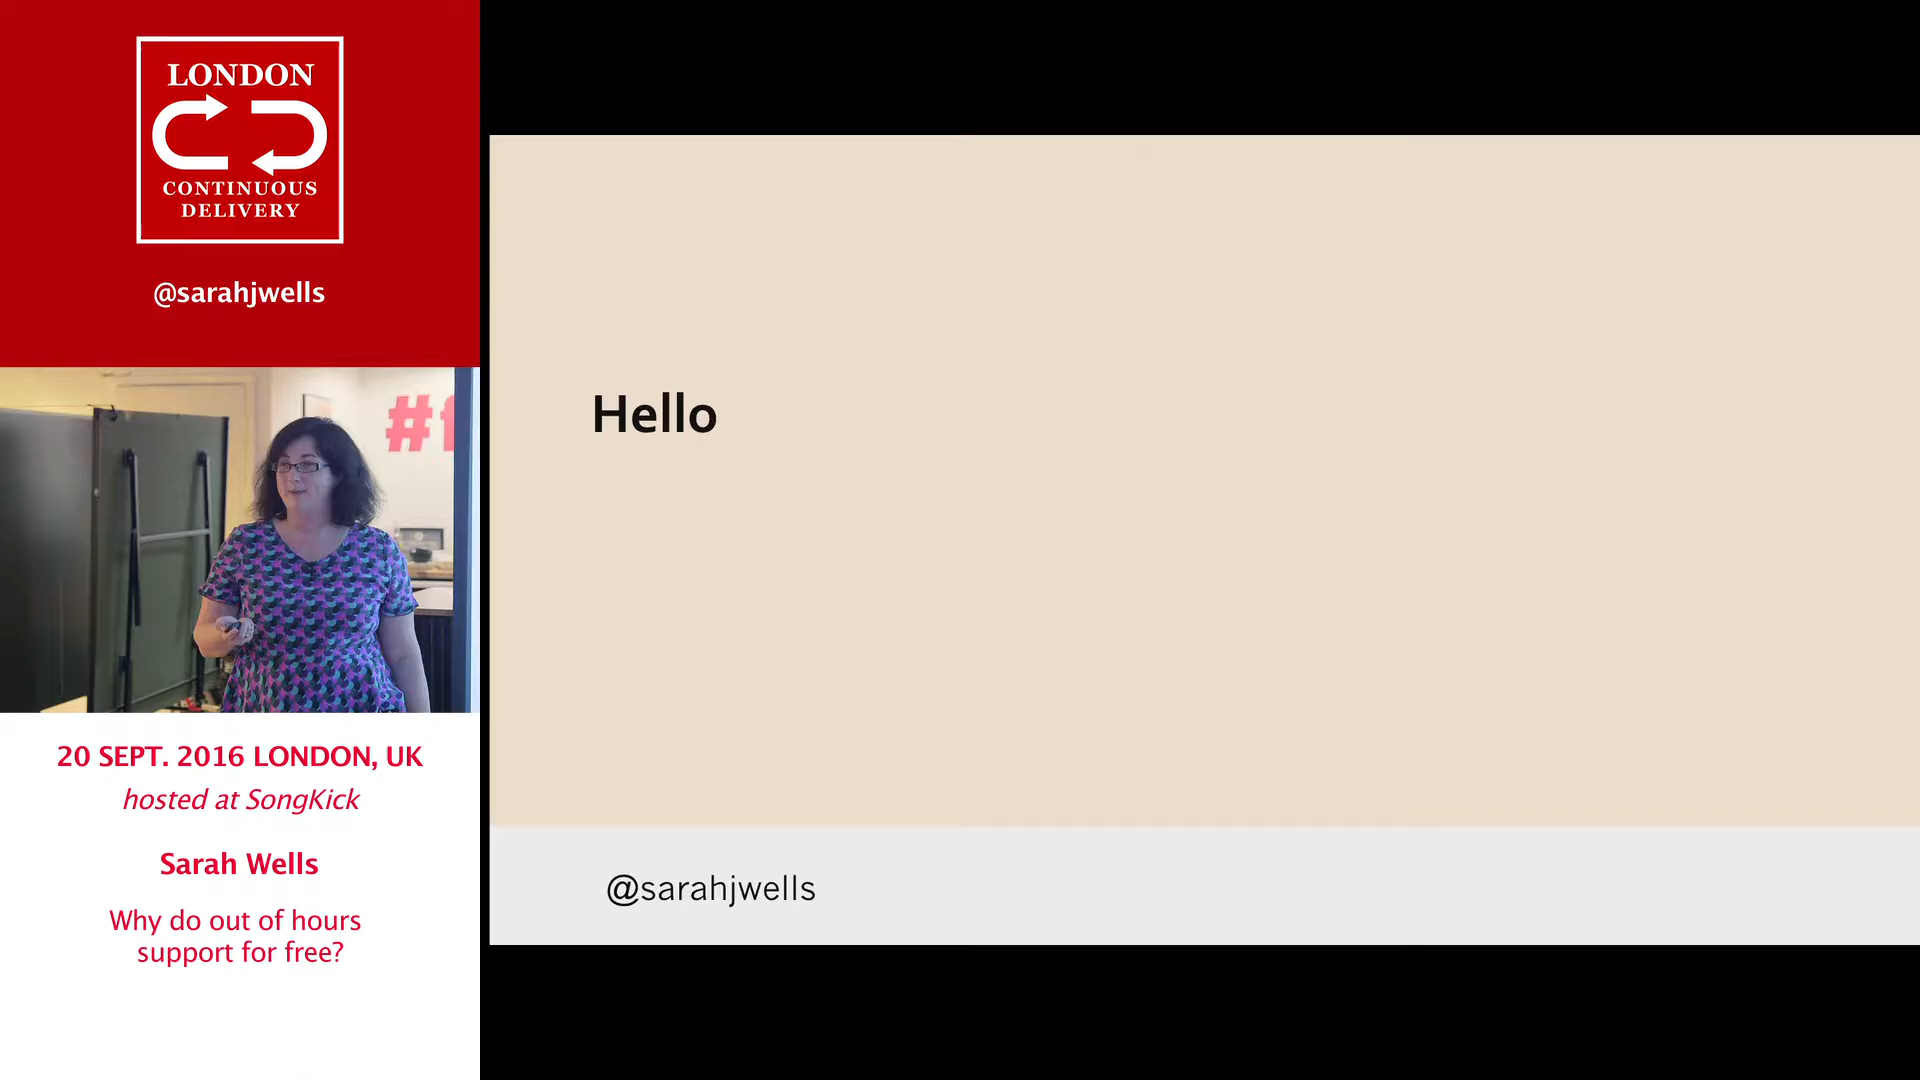 LONDON
CONTINUOUS
DELIVERY
@sarahjwells
20 SEPT. 2016 LONDON, UK
hosted at SongKick
Sarah Wells
Why do out of hours
support for free?
Hello
@sarahjwells